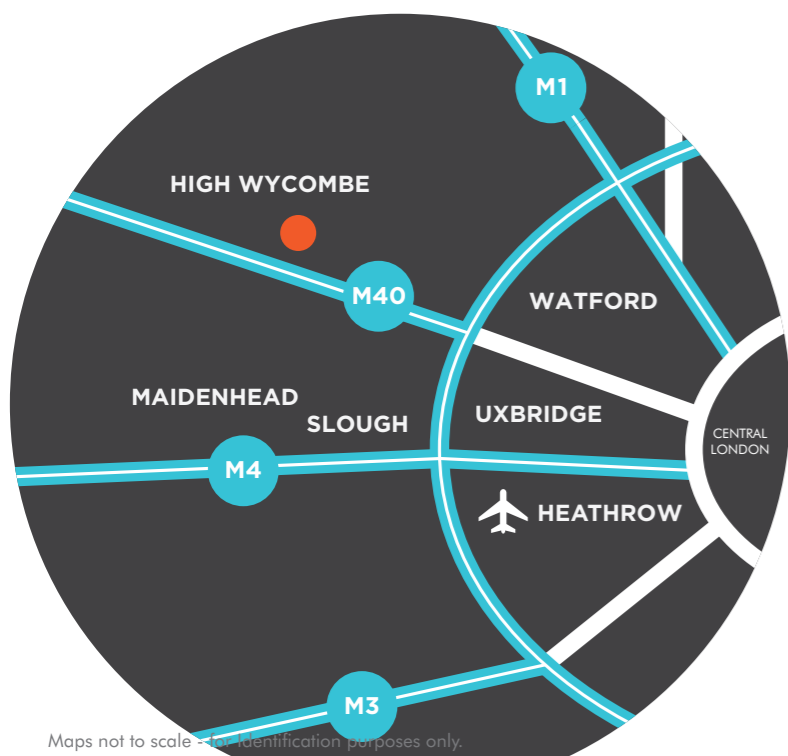 M1
HIGH WYCOMBE
M40
WATFORD
MAIDENHEAD
SLOUGH
UXBRIDGE
CENTRAL
LONDON
M4
HEATHROW
M3
Maps not to scale - for Identification purposes only.